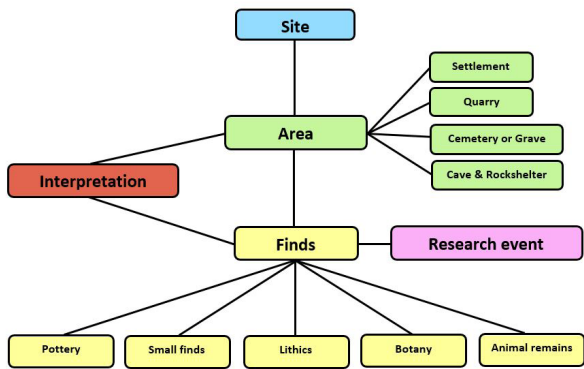 Site
Settlement
Quarry
Area
Cemetery or Grave
Cave & Rockshelter
Interpretation
Finds
Research event
Pottery
Small finds
Lithics
Botany
Animal remains